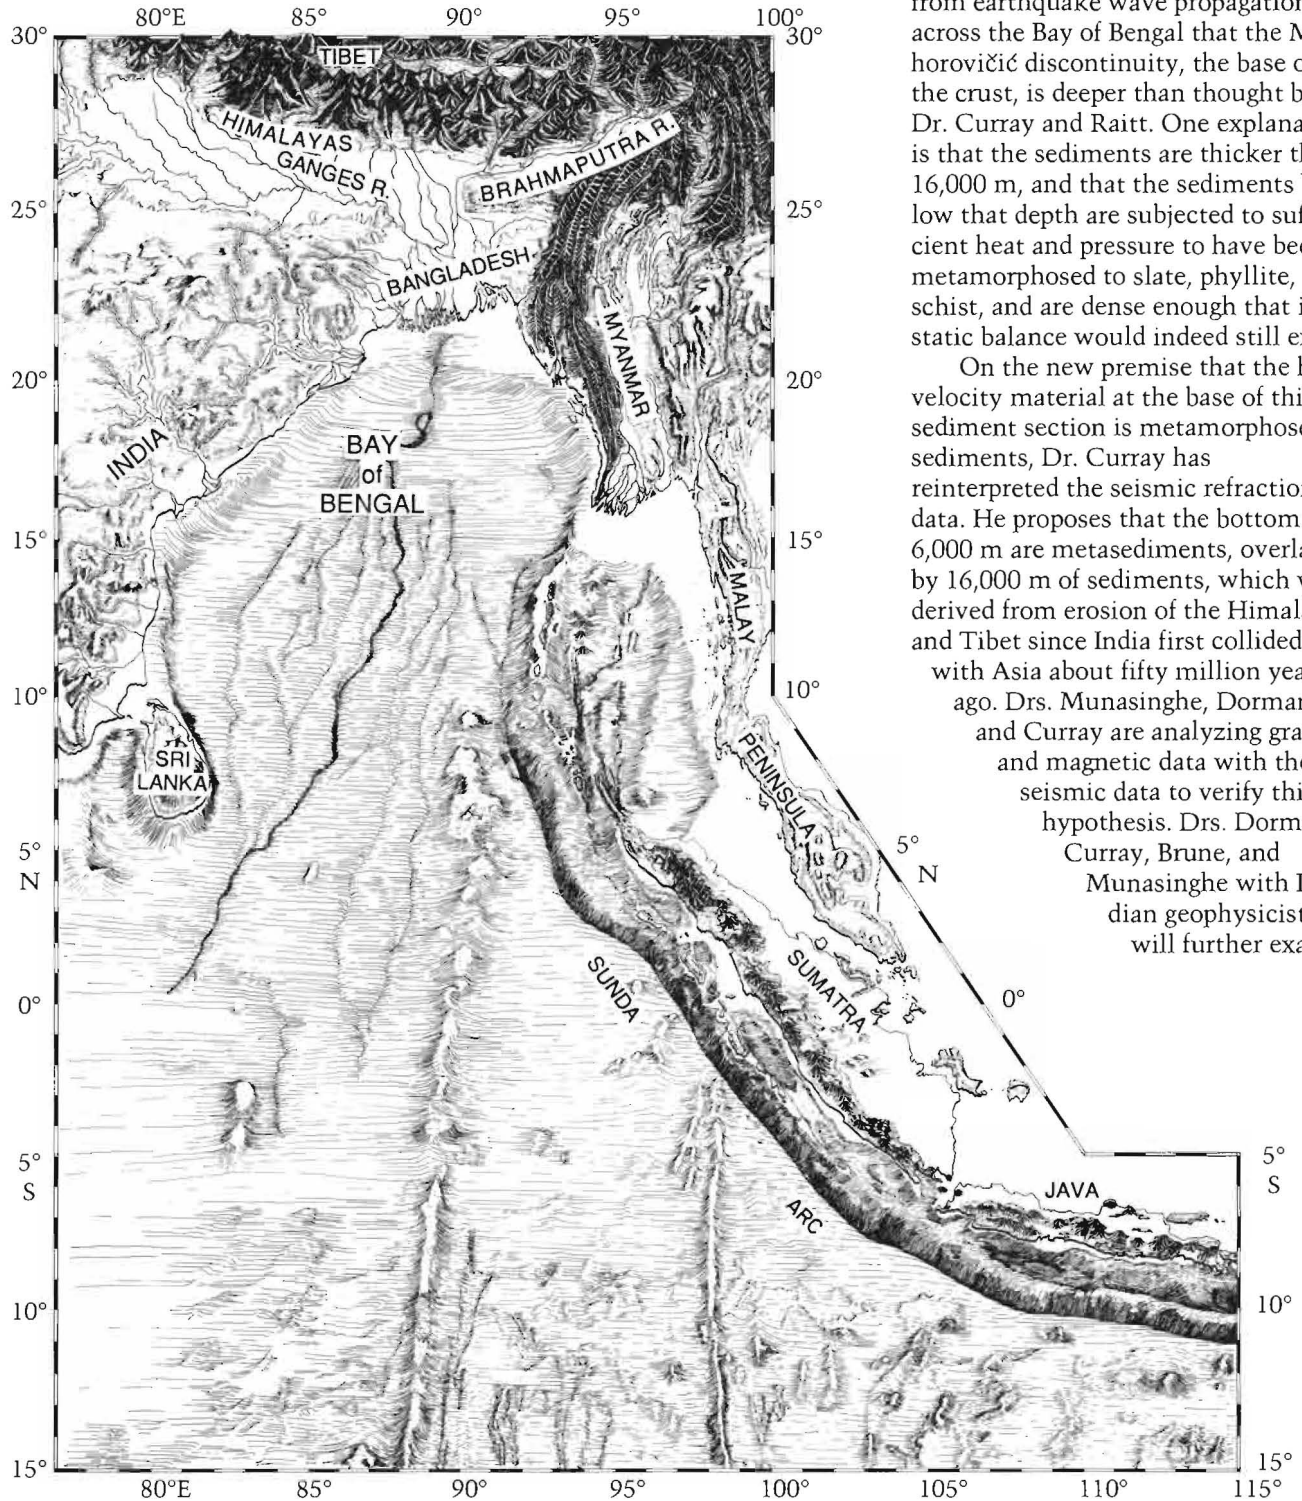 80°E 85° 90° 95° 100°
30°
25°
20°
15°
10°
5°
N
0°
5°
S
10°
15°
TIBET
HIMALAYAS
GANGES R.
BRAHMAPUTRA R.
BANGLADESH
MYANMAR
INDIA
BAY
of
BENGAL
MALAY
PENINSULA
SRI
LANKA
SUNDA
ARC
SUMATRA
JAVA
30°
25°
20°
15°
10°
5°
N
0°
5°
S
10°
15°
80°E 85° 90° 95° 100° 105° 110° 115°
from earthquake wave propagation
across the Bay of Bengal that the M
horovičić discontinuity, the base o
the crust, is deeper than thought b
Dr. Curray and Raitt. One explana
is that the sediments are thicker th
16,000 m, and that the sediments
low that depth are subjected to suf
cient heat and pressure to have bee
metamorphosed to slate, phyllite,
schist, and are dense enough that i
static balance would indeed still e
On the new premise that the h
velocity material at the base of thi
sediment section is metamorphose
sediments, Dr. Curray has
reinterpreted the seismic refraction
data. He proposes that the bottom
6,000 m are metasediments, overla
by 16,000 m of sediments, which w
derived from erosion of the Himal
and Tibet since India first collided
with Asia about fifty million yea
ago. Drs. Munasinghe, Dorman
and Curray are analyzing gra
and magnetic data with the
seismic data to verify thi
hypothesis. Drs. Dorm
Curray, Brune, and
Munasinghe with I
dian geophysicist
will further exa